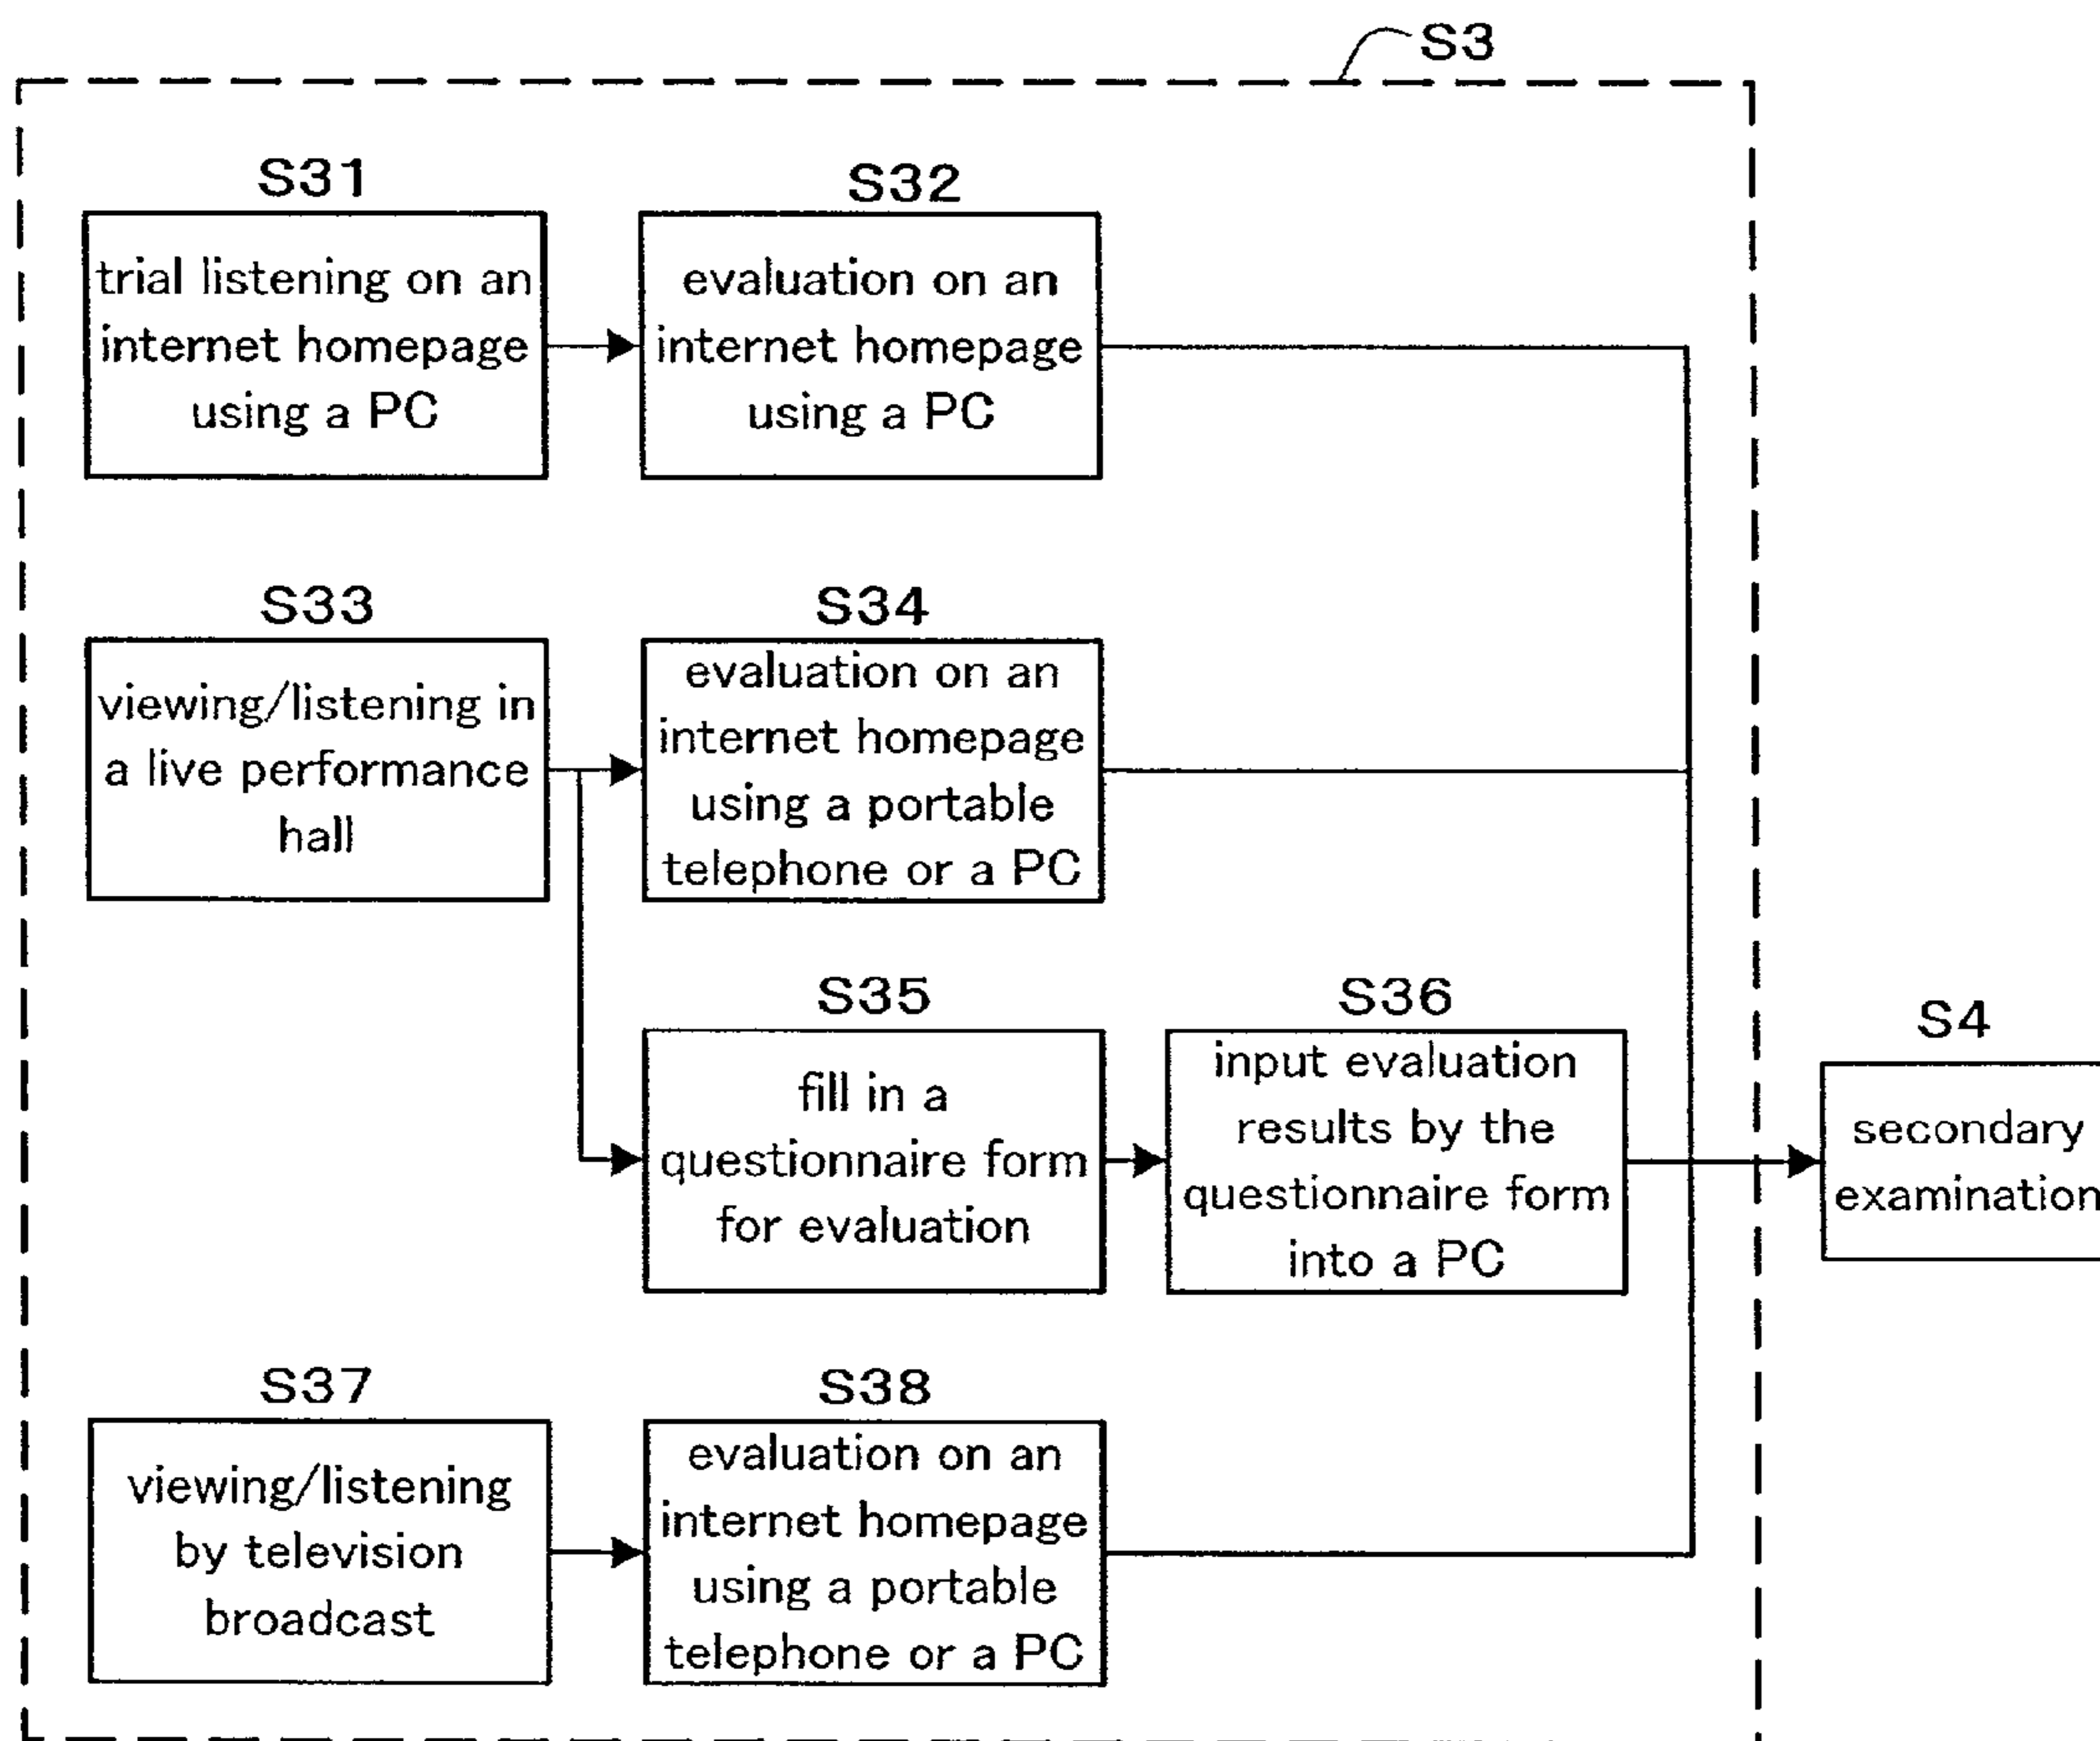 S3
S31
trial listening on an
internet homepage
using a PC
S32
evaluation on an
internet homepage
using a PC
S33
viewing/listening in
a live performance
hall
S34
evaluation on an
internet homepage
using a portable
telephone or a PC
S35
fill in a
questionnaire form
for evaluation
S36
input evaluation
results by the
questionnaire form
into a PC
S4
secondary
examination
S37
viewing/listening
by television
broadcast
S38
evaluation on an
internet homepage
using a portable
telephone or a PC